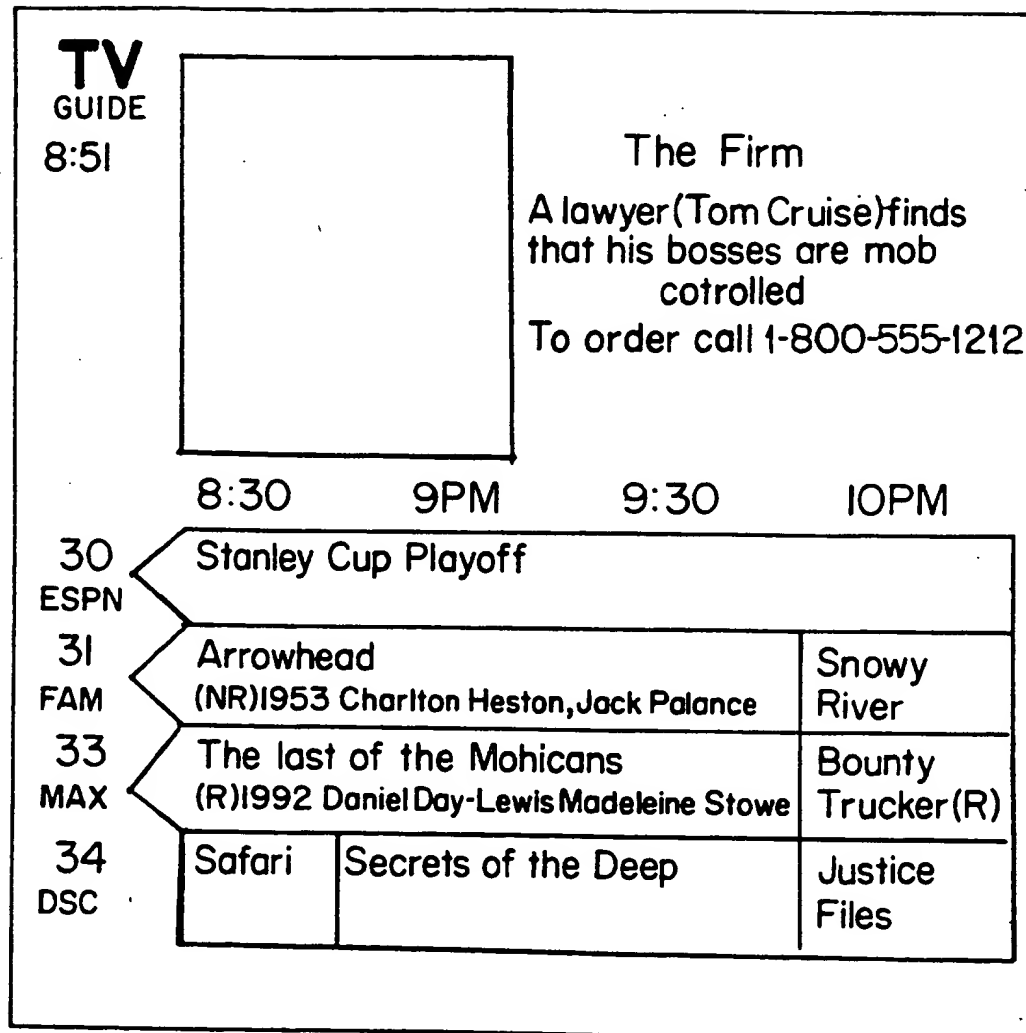 TV
GUIDE
8:51
The Firm
A lawyer(Tom Cruise)finds
that his bosses are mob
cotrolled
To order call 1-800-555-1212
8:30 9PM 9:30 10PM
30
ESPN
Stanley Cup Playoff
31
FAM
Arrowhead
(NR)1953 Charlton Heston,Jack Palance
Snowy
River
33
MAX
The last of the Mohicans
(R)1992 Daniel Day-Lewis Madeleine Stowe
Bounty
Trucker(R)
34
DSC
Safari
Secrets of the Deep
Justice
Files